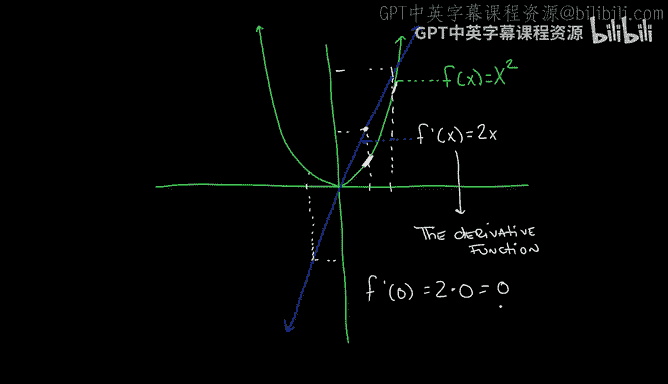 GPT中英字幕课程资源@bilibili.com
GPT中英字幕课程资源 bilibili
f(x)=x²
f'(x)=2x
THE DERIVATIVE
FUNCTION
f'(0)=2·0=0